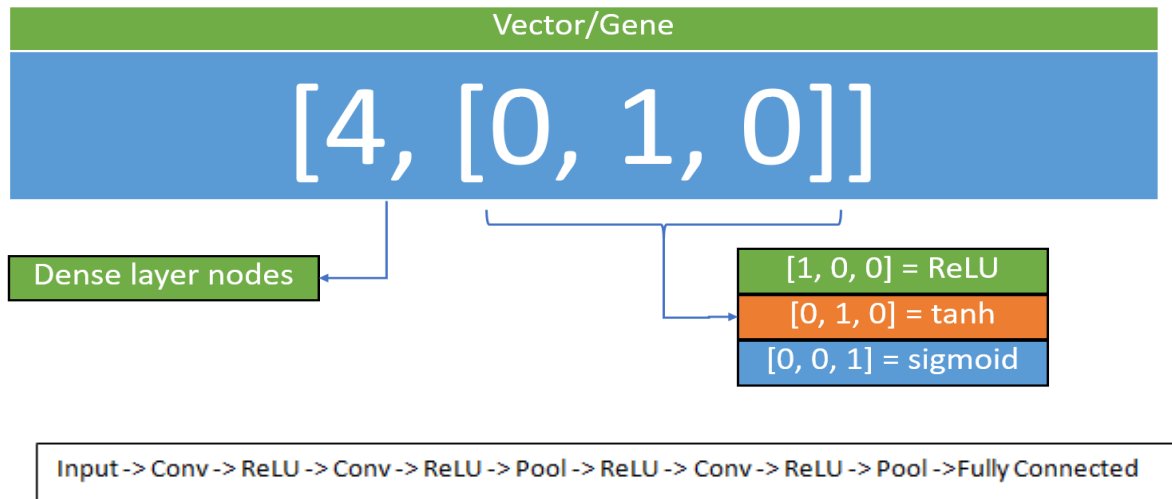 Vector/Gene
[4, [0, 1, 0]]
Dense layer nodes
[1, 0, 0] = ReLU
[0, 1, 0] = tanh
[0, 0, 1] = sigmoid
Input -> Conv -> ReLU -> Conv -> ReLU -> Pool -> ReLU -> Conv -> ReLU -> Pool ->Fully Connected